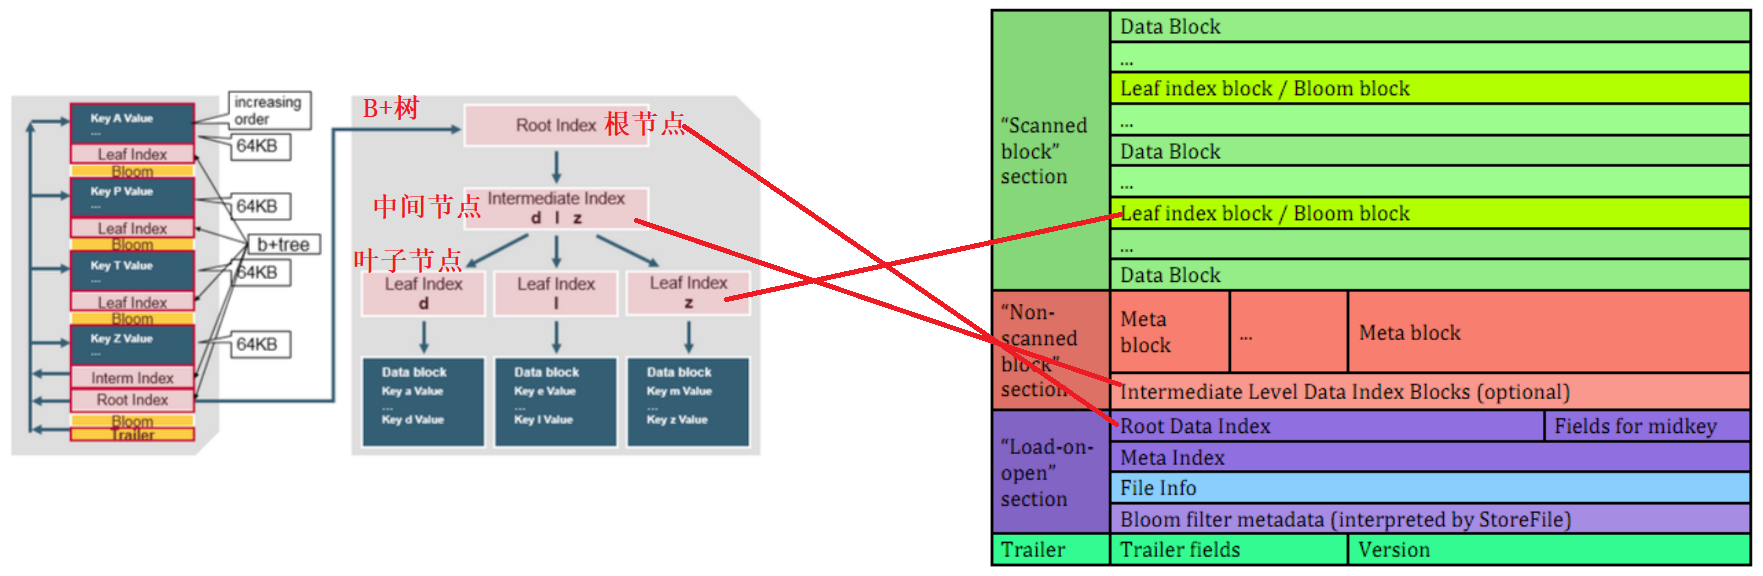 Key A Value
...
Leaf Index
Bloom
Key P Value
...
Leaf Index
Bloom
Key T Value
...
Leaf Index
Bloom
Key Z Value
...
Interm Index
Root Index
Bloom
Trailer
increasing
order
64KB
64KB
b+tree
64KB
64KB
B+树
Root Index
根节点
中间节点
Intermediate Index
d l z
叶子节点
Leaf Index
d
Leaf Index
l
Leaf Index
z
Data block
Key a Value
...
Key d Value
Data block
Key e Value
...
Key l Value
Data block
Key m Value
...
Key z Value
“Scanned
block”
section
Data Block
...
Leaf index block / Bloom block
...
Data Block
...
Leaf index block / Bloom block
...
Data Block
“Non-
scanned
block”
section
Meta
block
...
Meta block
Intermediate Level Data Index Blocks (optional)
“Load-on-
open”
section
Root Data Index
Fields for midkey
Meta Index
File Info
Bloom filter metadata (interpreted by StoreFile)
Trailer
Trailer fields
Version